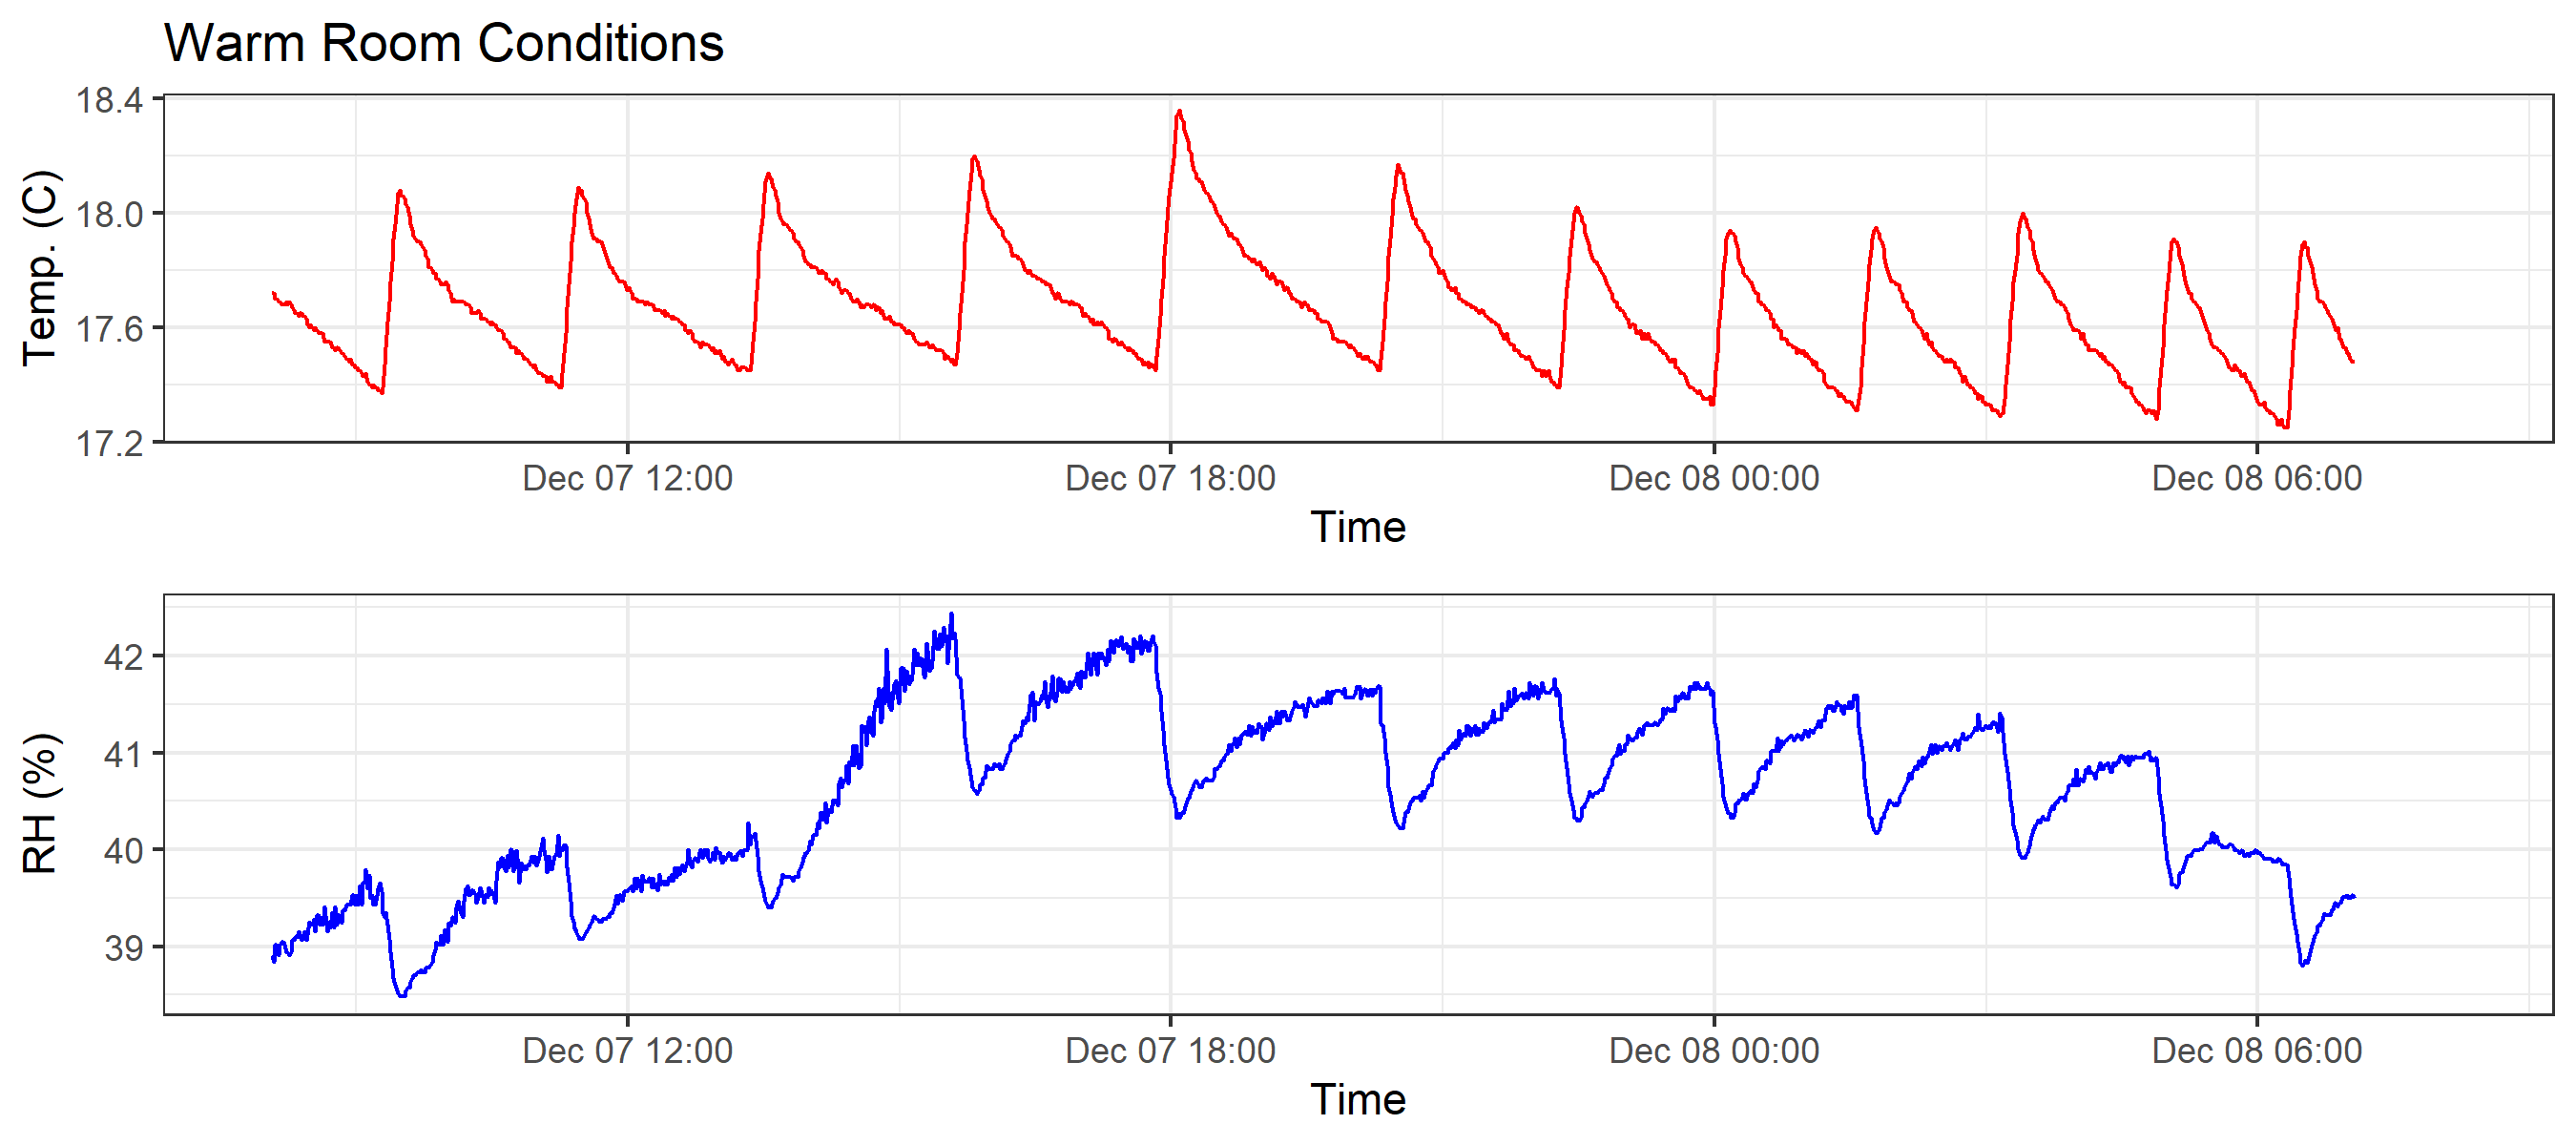 Warm Room Conditions
18.4
18.0
17.6
17.2
Temp. (C)
Dec 07 12:00 Dec 07 18:00 Dec 08 00:00 Dec 08 06:00
Time
42
41
40
39
RH (%)
Dec 07 12:00 Dec 07 18:00 Dec 08 00:00 Dec 08 06:00
Time